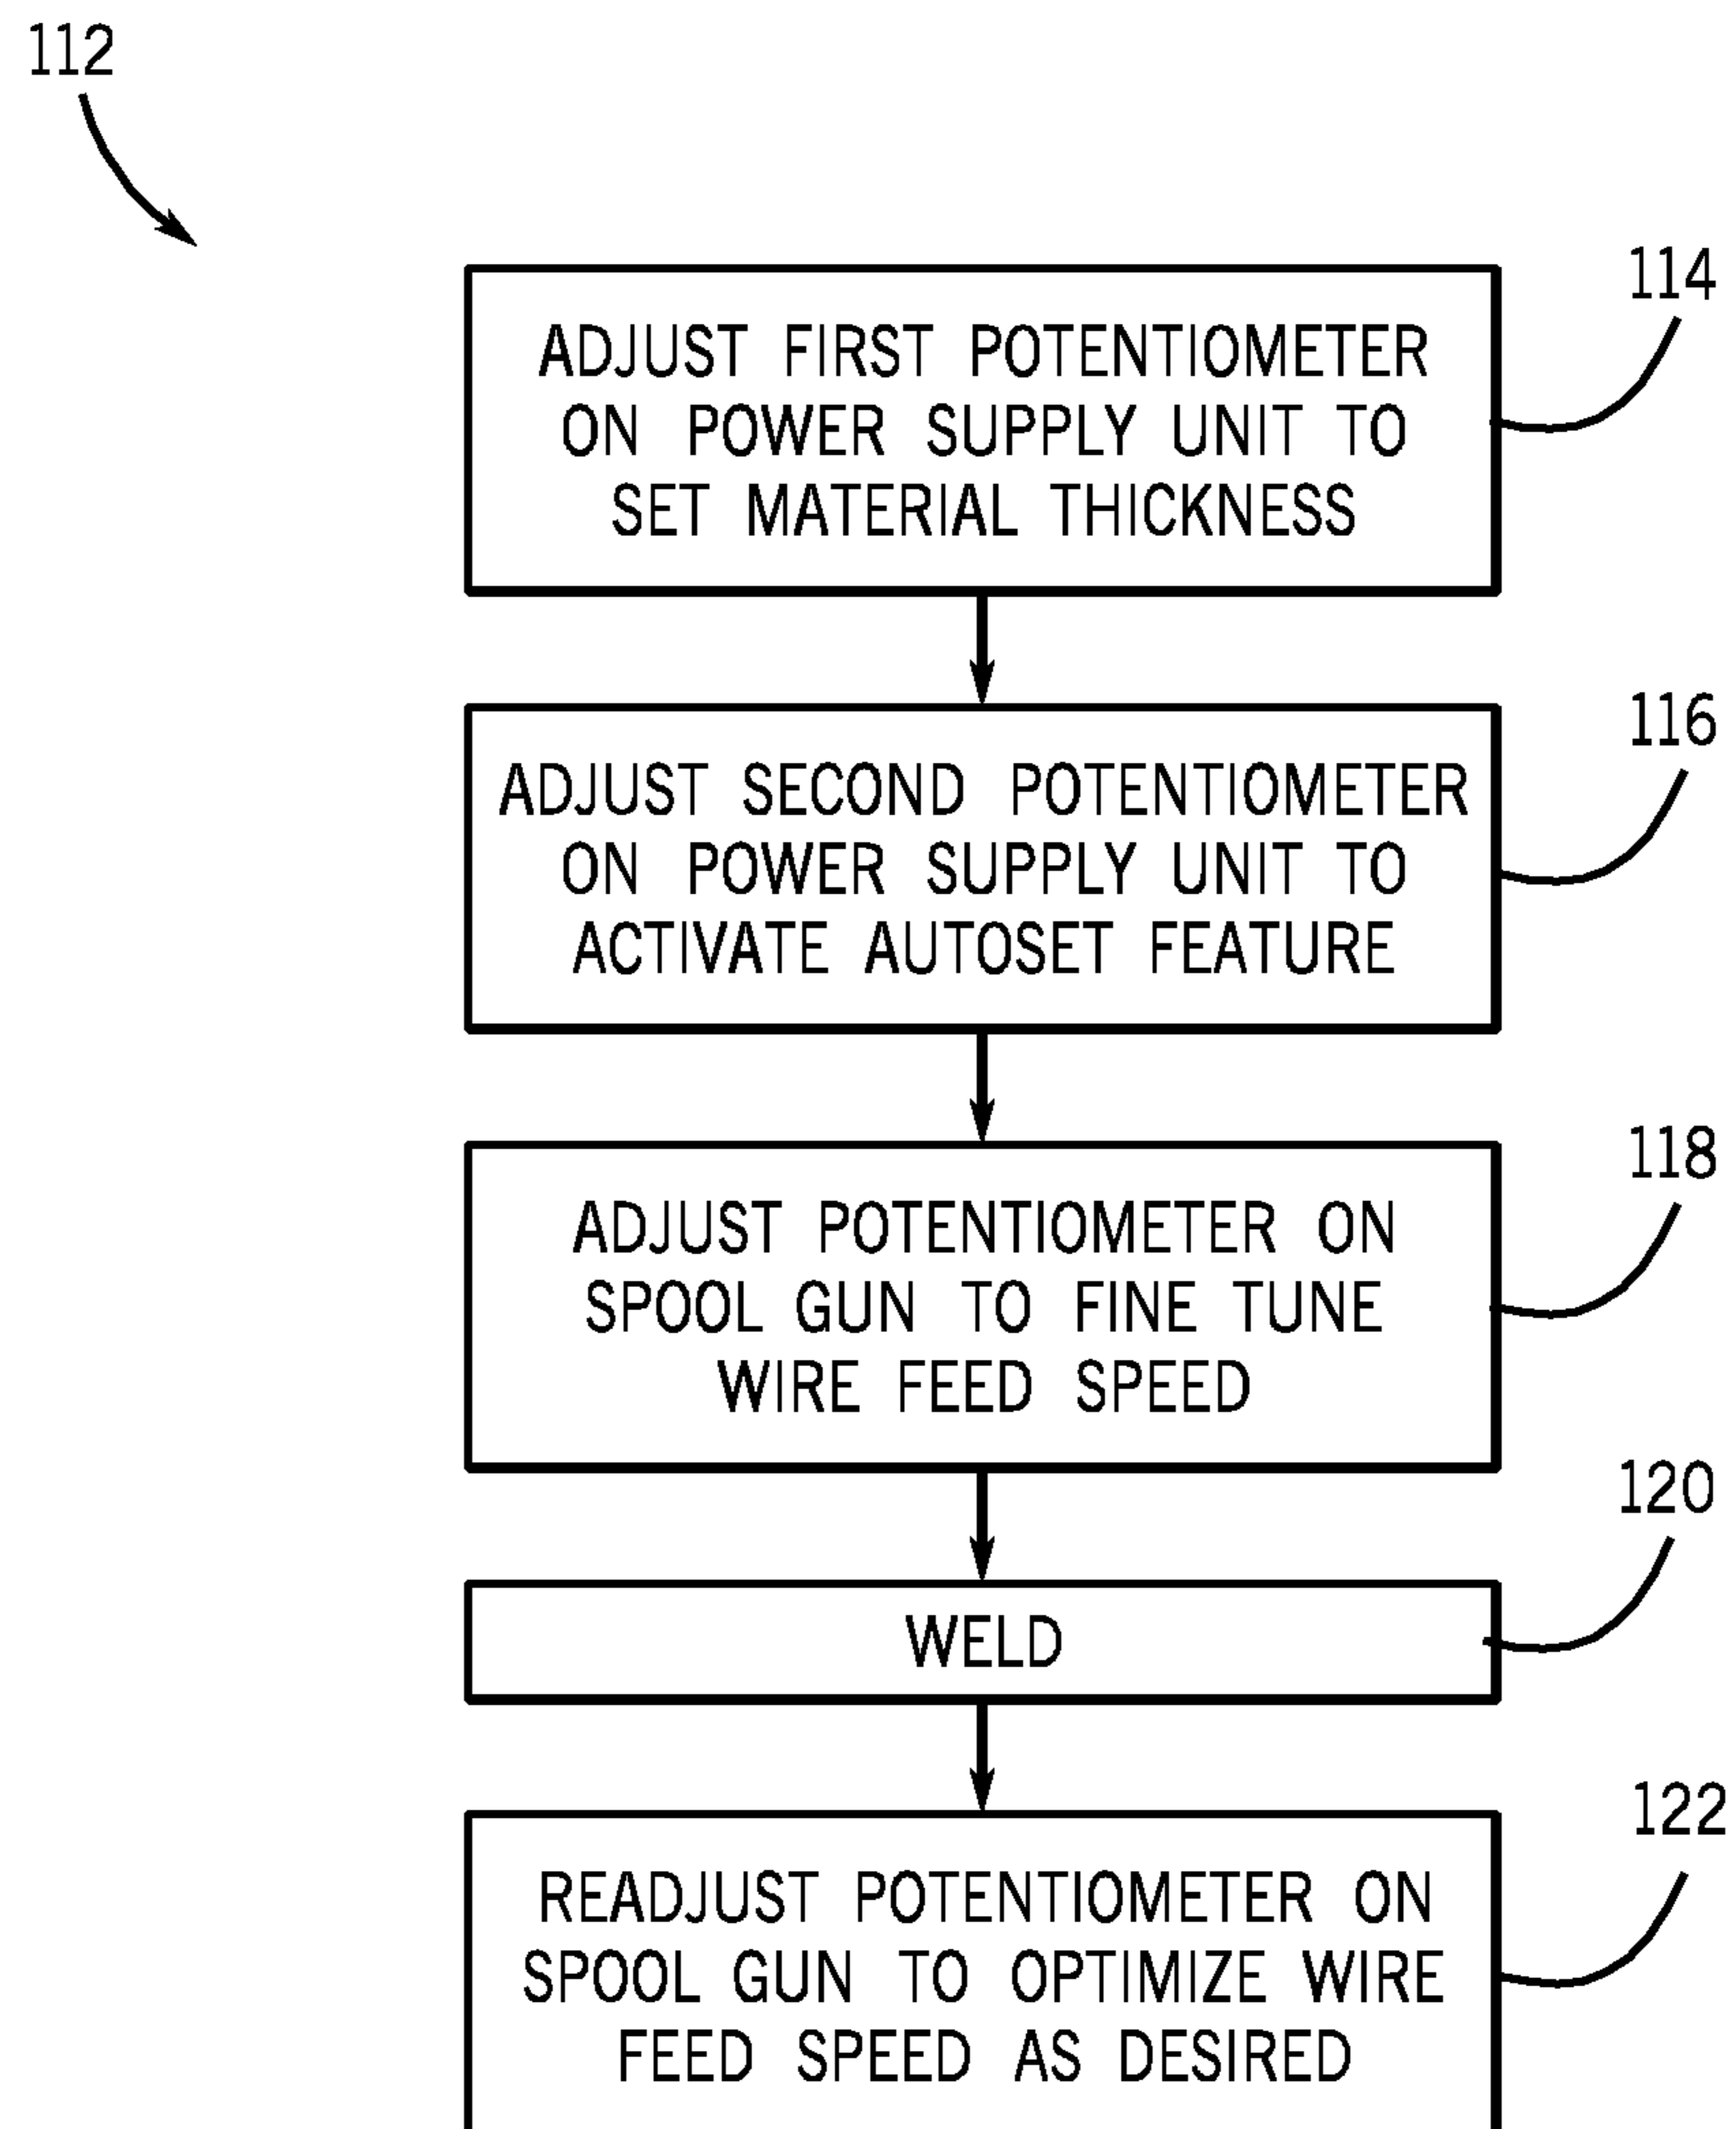 112
114
ADJUST FIRST POTENTIOMETER
ON POWER SUPPLY UNIT TO
SET MATERIAL THICKNESS
116
ADJUST SECOND POTENTIOMETER
ON POWER SUPPLY UNIT TO
ACTIVATE AUTOSET FEATURE
118
ADJUST POTENTIOMETER ON
SPOOL GUN TO FINE TUNE
WIRE FEED SPEED
120
WELD
122
READJUST POTENTIOMETER ON
SPOOL GUN TO OPTIMIZE WIRE
FEED SPEED AS DESIRED